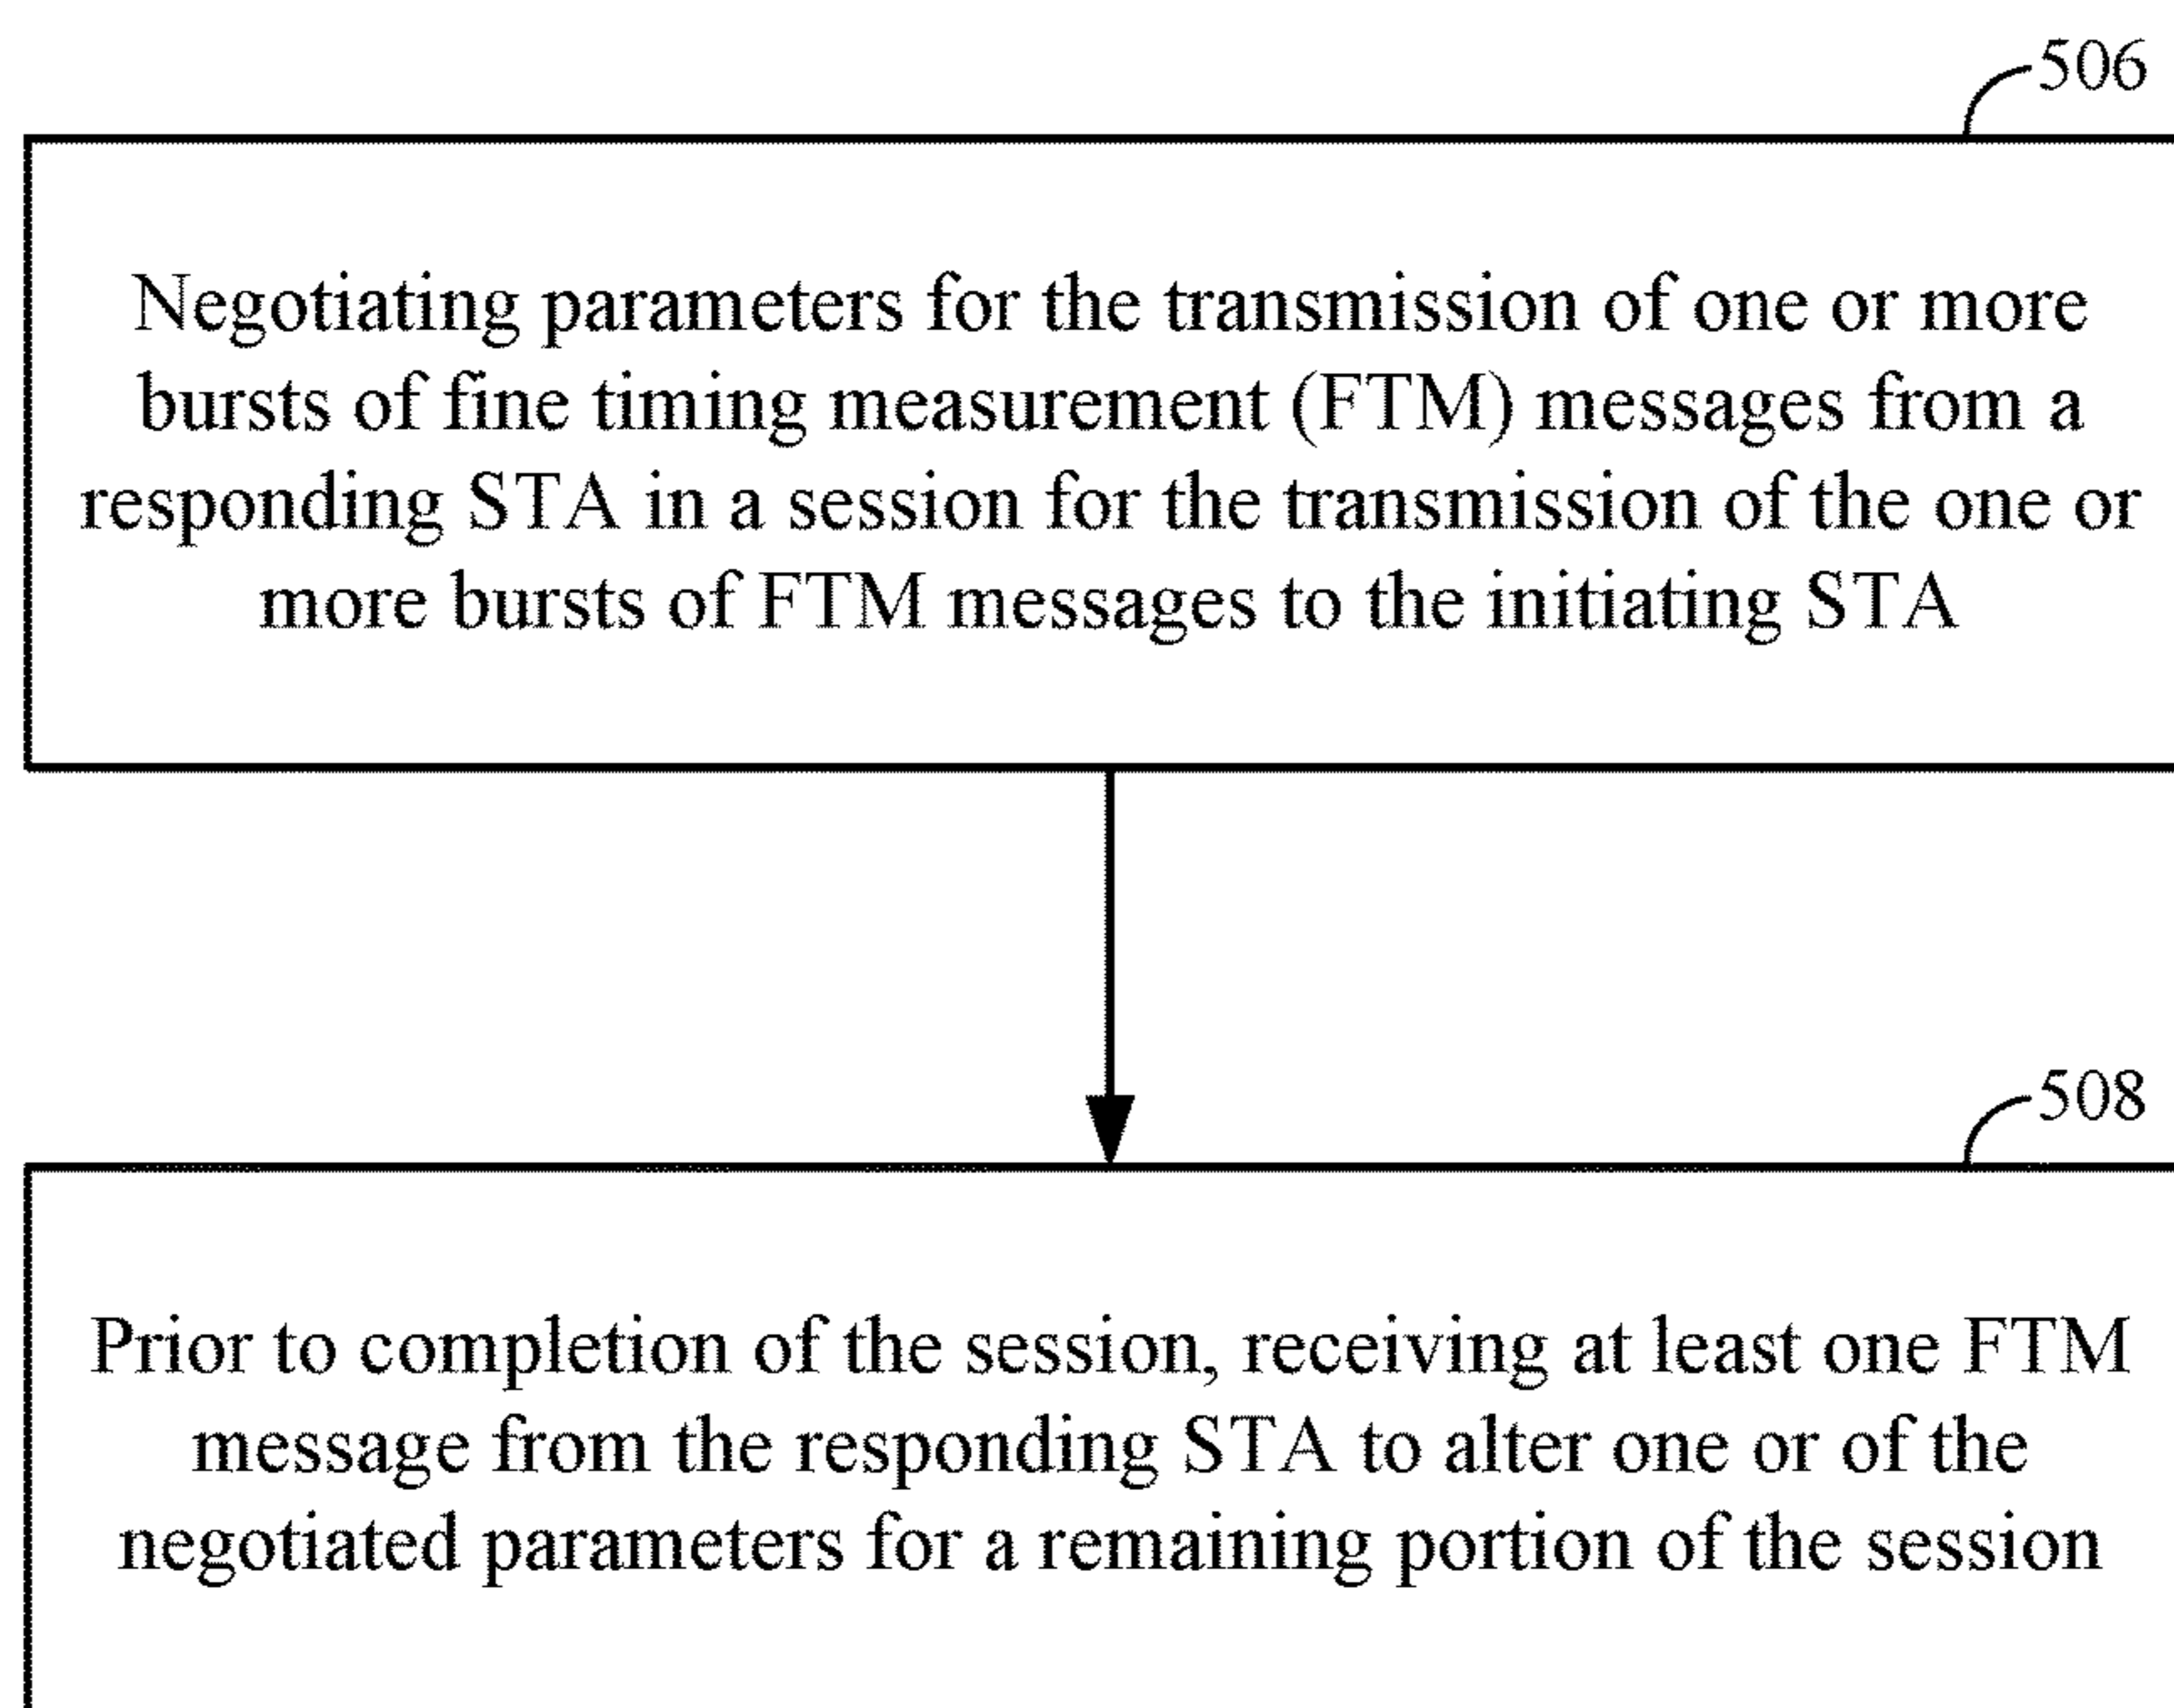 506
Negotiating parameters for the transmission of one or more
bursts of fine timing measurement (FTM) messages from a
responding STA in a session for the transmission of the one or
more bursts of FTM messages to the initiating STA
508
Prior to completion of the session, receiving at least one FTM
message from the responding STA to alter one or of the
negotiated parameters for a remaining portion of the session